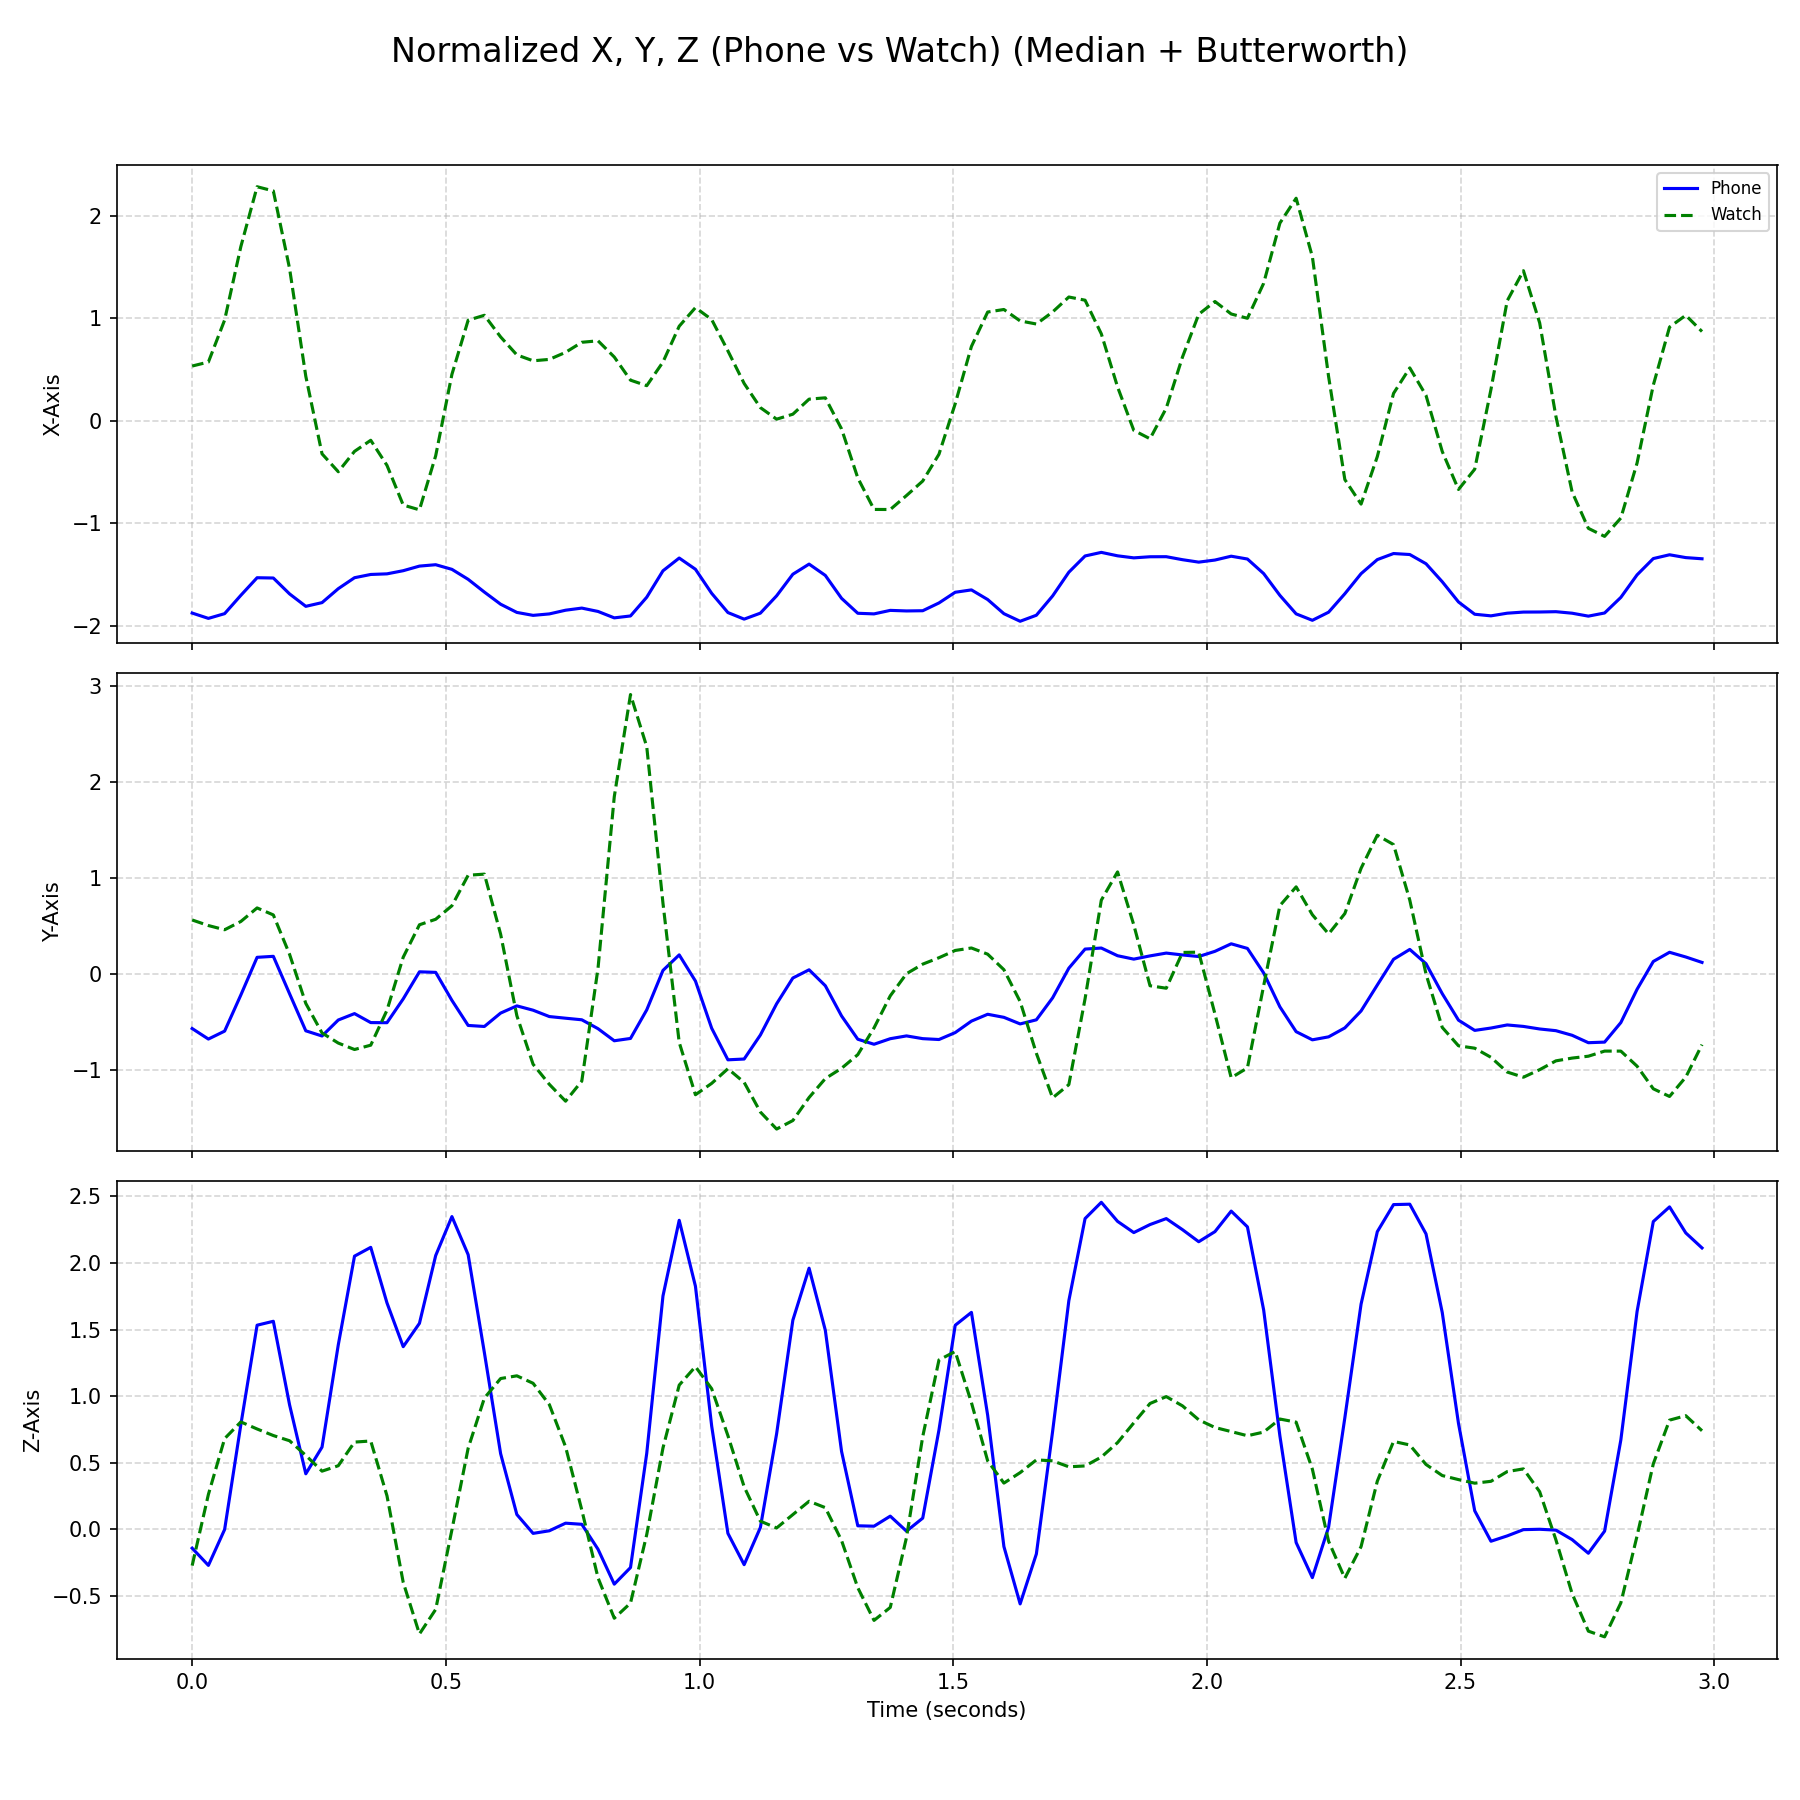 Normalized X, Y, Z (Phone vs Watch) (Median + Butterworth)
Phone
Watch
2
1
0
−1
−2
X-Axis
3
2
1
0
−1
Y-Axis
2.5
2.0
1.5
1.0
0.5
0.0
−0.5
Z-Axis
0.0 0.5 1.0 1.5 2.0 2.5 3.0
Time (seconds)